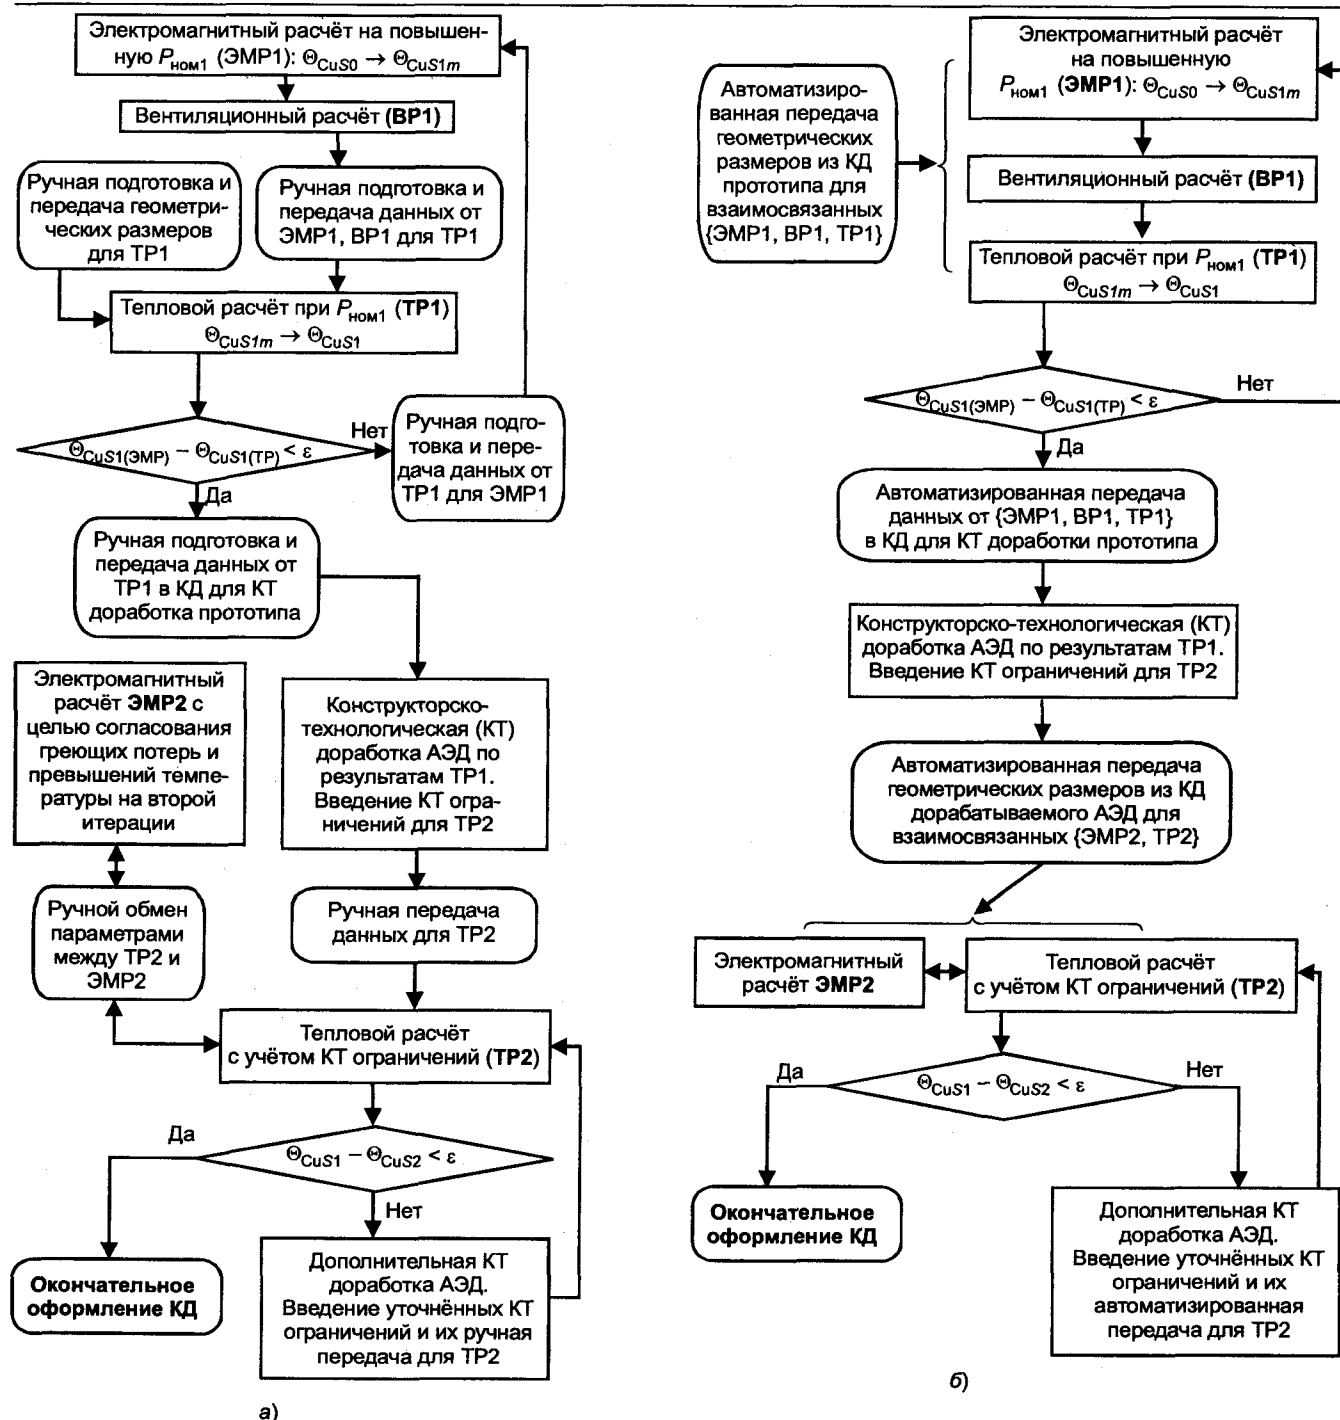 Электромагнитный расчёт на повышен-
ную Pном1 (ЭМР1): ΘCuS0 → ΘCuS1m
Вентиляционный расчёт (ВР1)
Ручная подготовка и
передача геометри-
ческих размеров
для ТР1
Ручная подготовка и
передача данных от
ЭМР1, ВР1 для ТР1
Тепловой расчёт при Pном1 (ТР1)
ΘCuS1m → ΘCuS1
ΘCuS1(ЭМР) – ΘCuS1(ТР) < ε
Нет
Да
Ручная подго-
товка и пере-
дача данных от
ТР1 для ЭМР1
Ручная подготовка и
передача данных от
ТР1 в КД для КТ
доработка прототипа
Электромагнитный
расчёт ЭМР2 с
целью согласования
греющих потерь и
превышений темпе-
ратуры на второй
итерации
Конструкторско-
технологическая (КТ)
доработка АЭД по
результатам ТР1.
Введение КТ огра-
ничений для ТР2
Ручной обмен
параметрами
между ТР2 и
ЭМР2
Ручная передача
данных для ТР2
Тепловой расчёт
с учётом КТ ограничений (ТР2)
Да
ΘCuS1 – ΘCuS2 < ε
Нет
Окончательное
оформление КД
Дополнительная КТ
доработка АЭД.
Введение уточнённых КТ
ограничений и их ручная
передача для ТР2
а)
Электромагнитный расчёт
на повышенную
Pном1 (ЭМР1): ΘCuS0 → ΘCuS1m
Автоматизиро-
ванная передача
геометрических
размеров из КД
прототипа для
взаимосвязанных
{ЭМР1, ВР1, ТР1}
Вентиляционный расчёт (ВР1)
Тепловой расчёт при Pном1 (ТР1)
ΘCuS1m → ΘCuS1
ΘCuS1(ЭМР) – ΘCuS1(ТР) < ε
Нет
Да
Автоматизированная передача
данных от {ЭМР1, ВР1, ТР1}
в КД для КТ доработки прототипа
Конструкторско-технологическая (КТ)
доработка АЭД по результатам ТР1.
Введение КТ ограничений для ТР2
Автоматизированная передача
геометрических размеров из КД
дорабатываемого АЭД для
взаимосвязанных {ЭМР2, ТР2}
Электромагнитный
расчёт ЭМР2
Тепловой расчёт
с учётом КТ ограничений (ТР2)
Да
ΘCuS1 – ΘCuS2 < ε
Нет
Окончательное
оформление КД
Дополнительная КТ
доработка АЭД.
Введение уточнённых КТ
ограничений и их
автоматизированная
передача для ТР2
б)